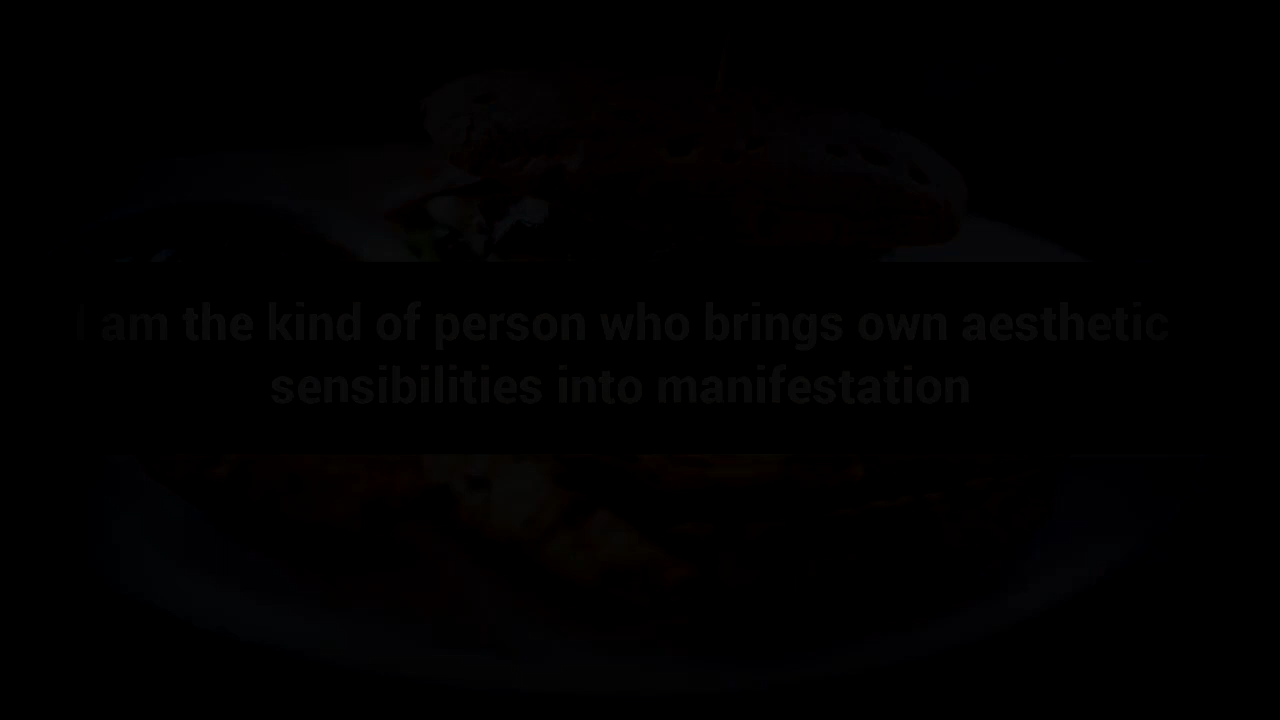 I am the kind of person who brings own aesthetic
sensibilities into manifestation